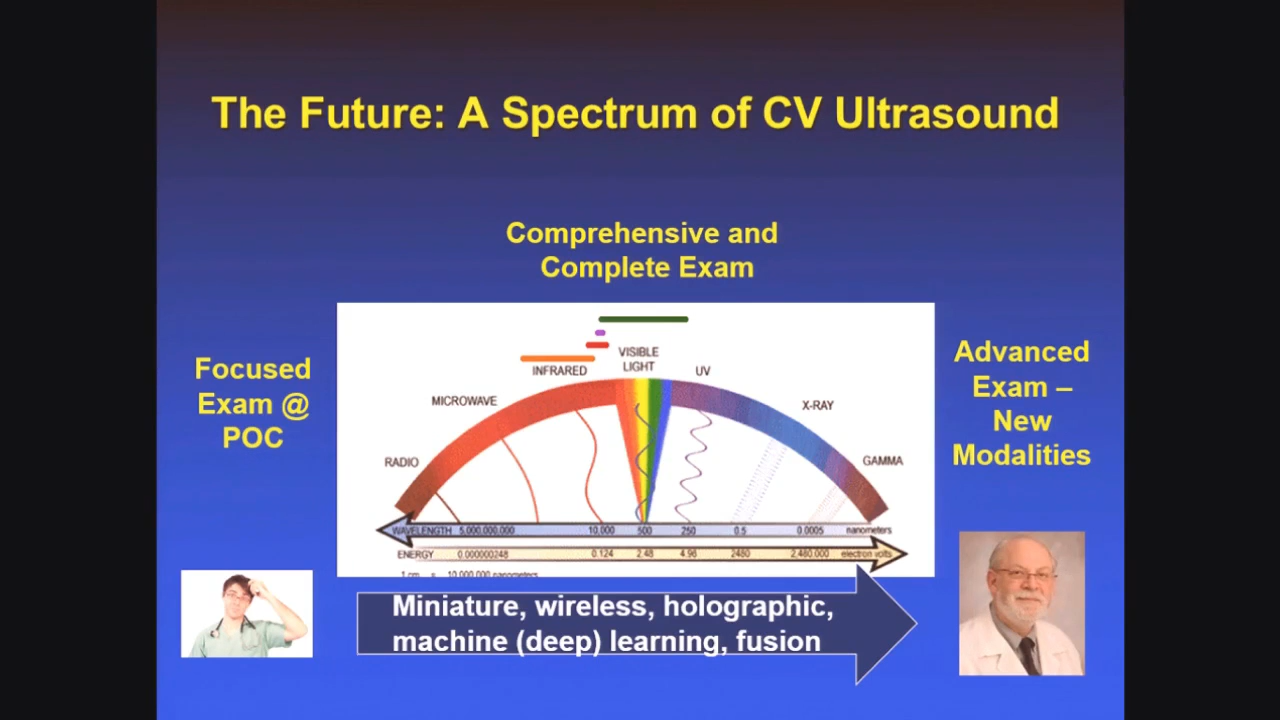 The Future: A Spectrum of CV Ultrasound
Comprehensive and
Complete Exam
Focused
Exam @
POC
Advanced
Exam –
New
Modalities
VISIBLE
LIGHT
INFRARED
UV
MICROWAVE
X-RAY
RADIO
GAMMA
WAVELENGTH 5,000,000,000 10,000 500 250 0.5 0.0005 nanometers
ENERGY 0.000000248 0.124 2.48 4.96 2480 2,480,000 electron volts
1 cm = 10,000,000 nanometers
Miniature, wireless, holographic,
machine (deep) learning, fusion